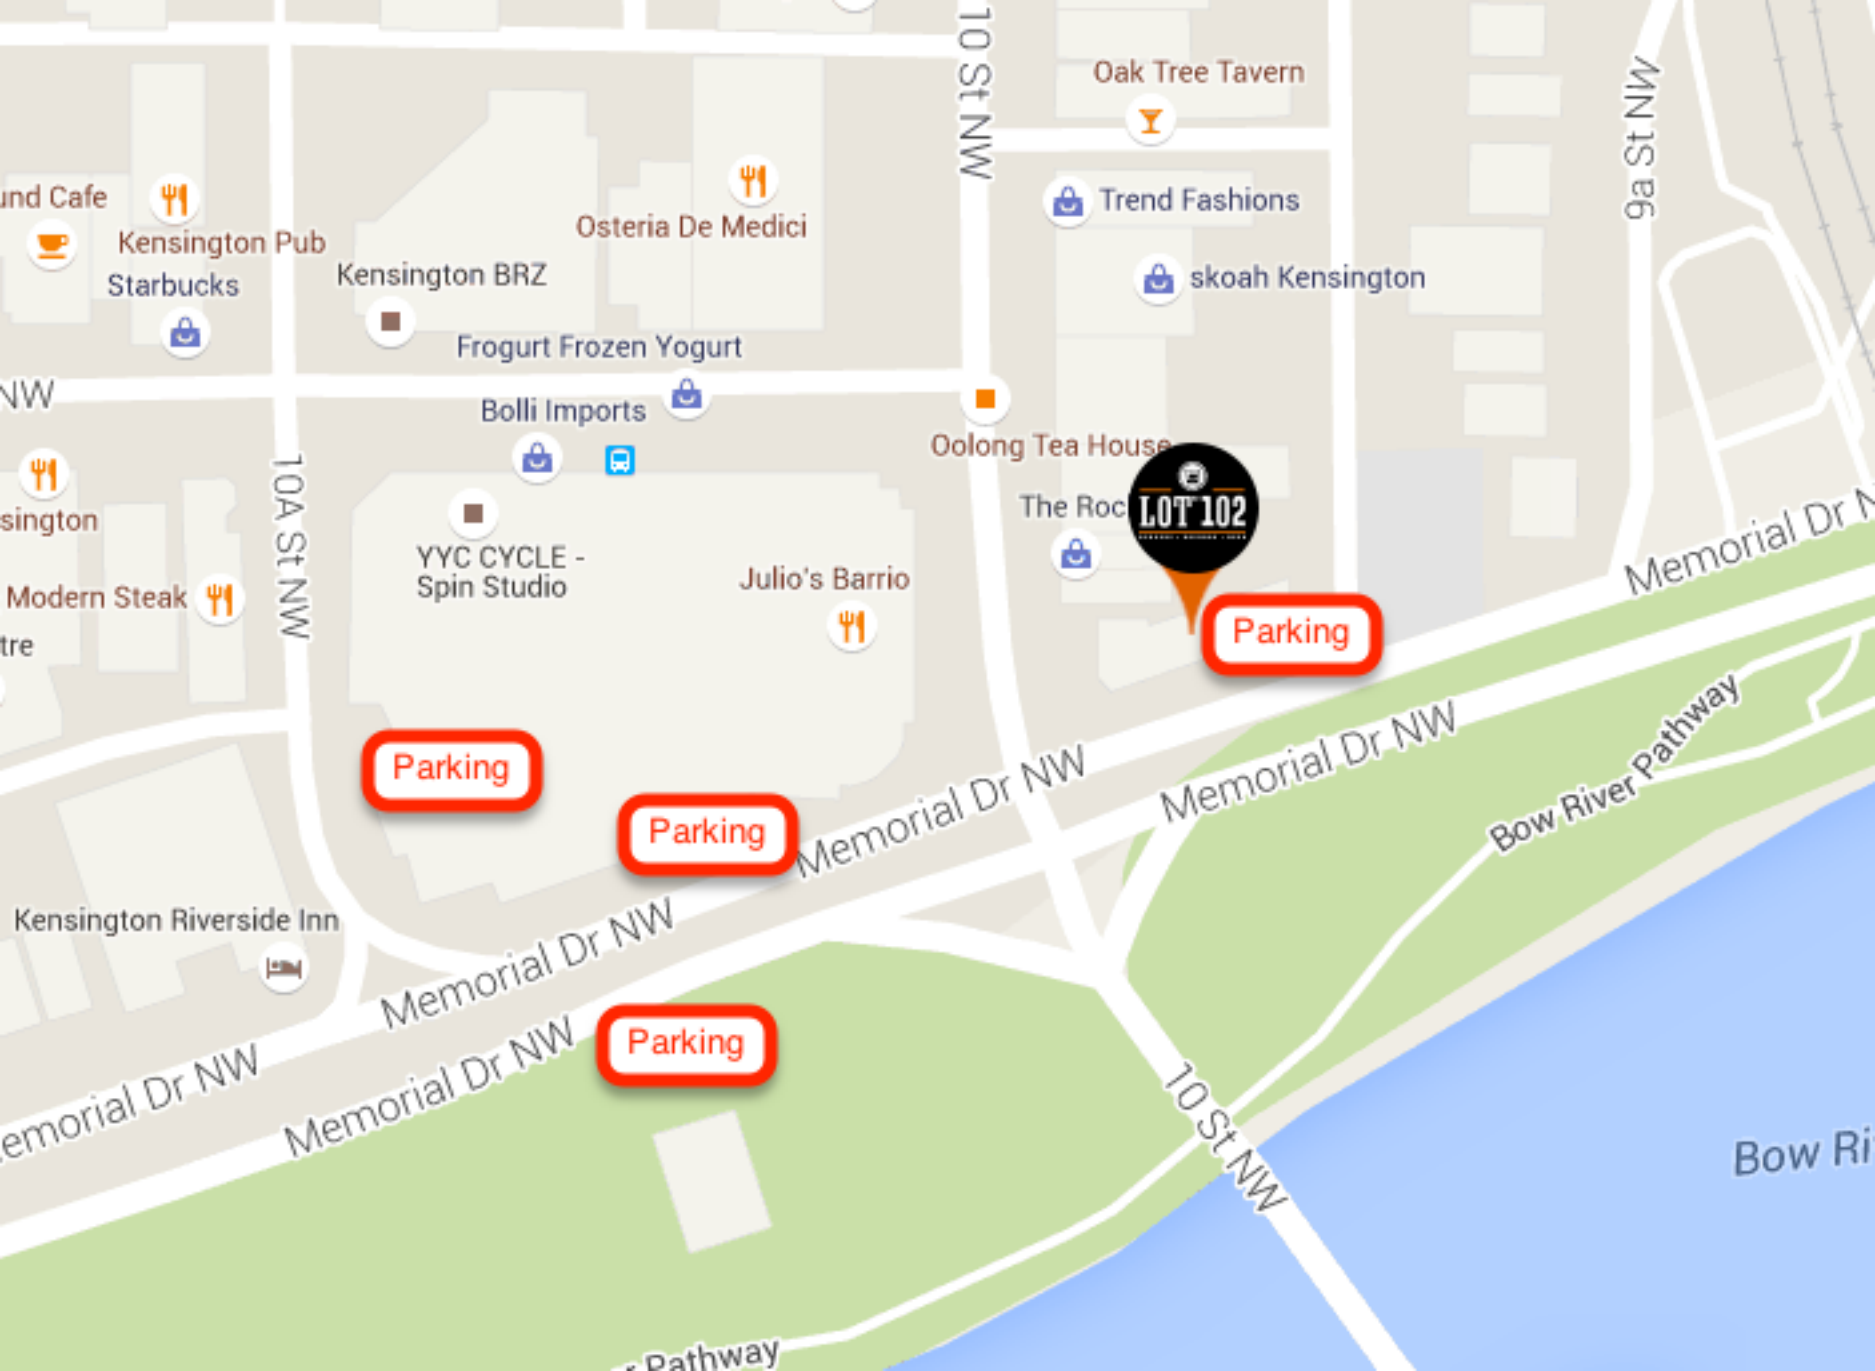 10 St NW
Oak Tree Tavern
9a St NW
und Cafe
Kensington Pub
Osteria De Medici
Trend Fashions
Starbucks
Kensington BRZ
skoah Kensington
Frogurt Frozen Yogurt
NW
Bolli Imports
Oolong Tea House
10A St NW
sington
The Roc
LOT 102
YYC CYCLE -
Spin Studio
Julio's Barrio
Memorial Dr N
Modern Steak
tre
Parking
Parking
Parking
Memorial Dr NW
Memorial Dr NW
Bow River Pathway
Kensington Riverside Inn
Memorial Dr NW
Parking
emorial Dr NW
Memorial Dr NW
10 St NW
Bow Ri
r Pathway